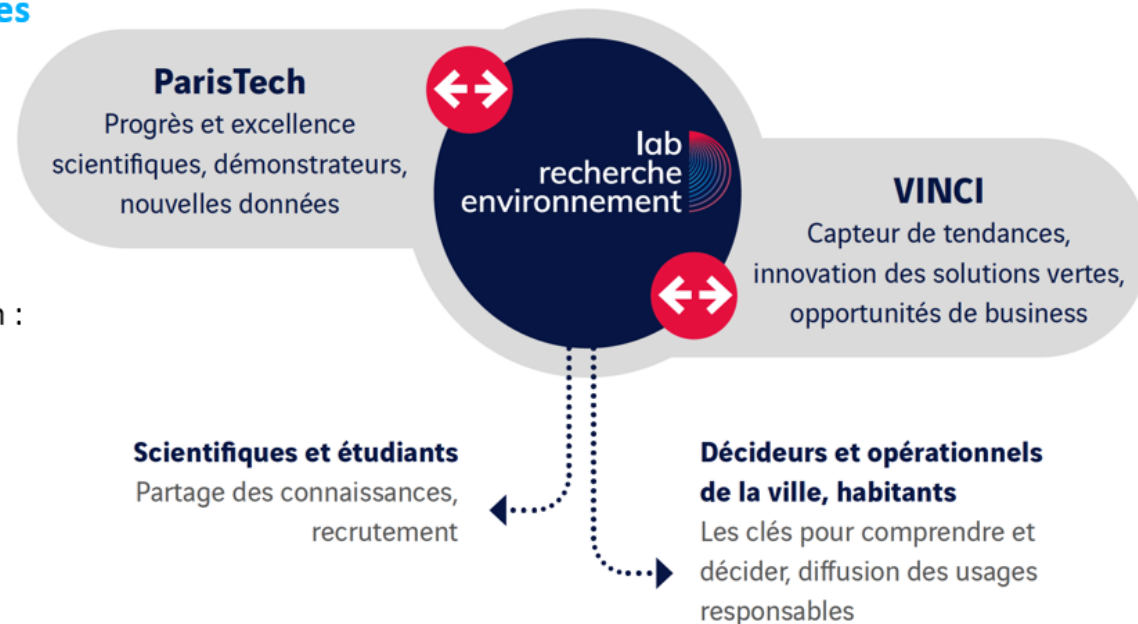 es
ParisTech
Progrès et excellence
scientifiques, démonstrateurs,
nouvelles données
lab
recherche
environnement
VINCI
Capteur de tendances,
innovation des solutions vertes,
opportunités de business
n :
Scientifiques et étudiants
Partage des connaissances,
recrutement
Décideurs et opérationnels
de la ville, habitants
Les clés pour comprendre et
décider, diffusion des usages
responsables